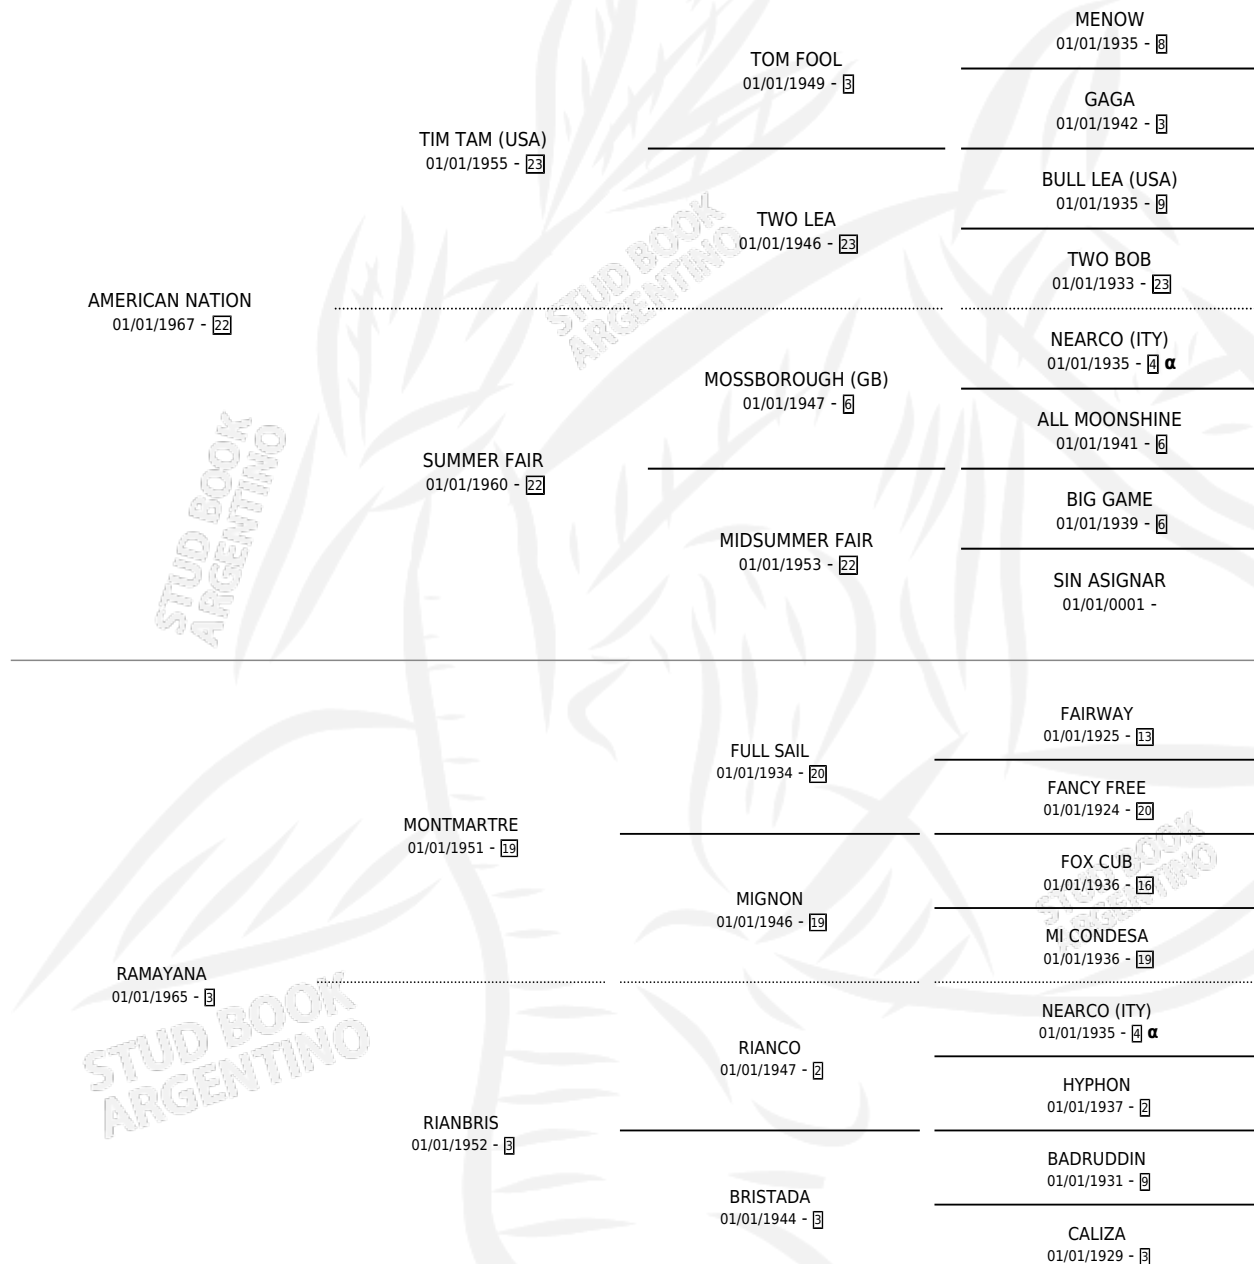 MENOW
01/01/1935 - 8
TOM FOOL
01/01/1949 - 3
GAGA
01/01/1942 - 3
TIM TAM (USA)
01/01/1955 - 23
BULL LEA (USA)
01/01/1935 - 9
TWO LEA
01/01/1946 - 23
TWO BOB
01/01/1933 - 23
AMERICAN NATION
01/01/1967 - 22
NEARCO (ITY)
01/01/1935 - 4 α
MOSSBOROUGH (GB)
01/01/1947 - 6
ALL MOONSHINE
01/01/1941 - 6
SUMMER FAIR
01/01/1960 - 22
BIG GAME
01/01/1939 - 6
MIDSUMMER FAIR
01/01/1953 - 22
SIN ASIGNAR
01/01/0001 -
FAIRWAY
01/01/1925 - 13
FULL SAIL
01/01/1934 - 20
FANCY FREE
01/01/1924 - 20
MONTMARTRE
01/01/1951 - 19
FOX CUB
01/01/1936 - 16
MIGNON
01/01/1946 - 19
MI CONDESA
01/01/1936 - 19
RAMAYANA
01/01/1965 - 3
NEARCO (ITY)
01/01/1935 - 4 α
RIANCO
01/01/1947 - 2
HYPHON
01/01/1937 - 2
RIANBRIS
01/01/1952 - 3
BADRUDDIN
01/01/1931 - 9
BRISTADA
01/01/1944 - 3
CALIZA
01/01/1929 - 3
STUD BOOK
ARGENTINO
STUD BOOK
ARGENTINO
STUD BOOK
ARGENTINO
STUD BOOK
ARGENTINO